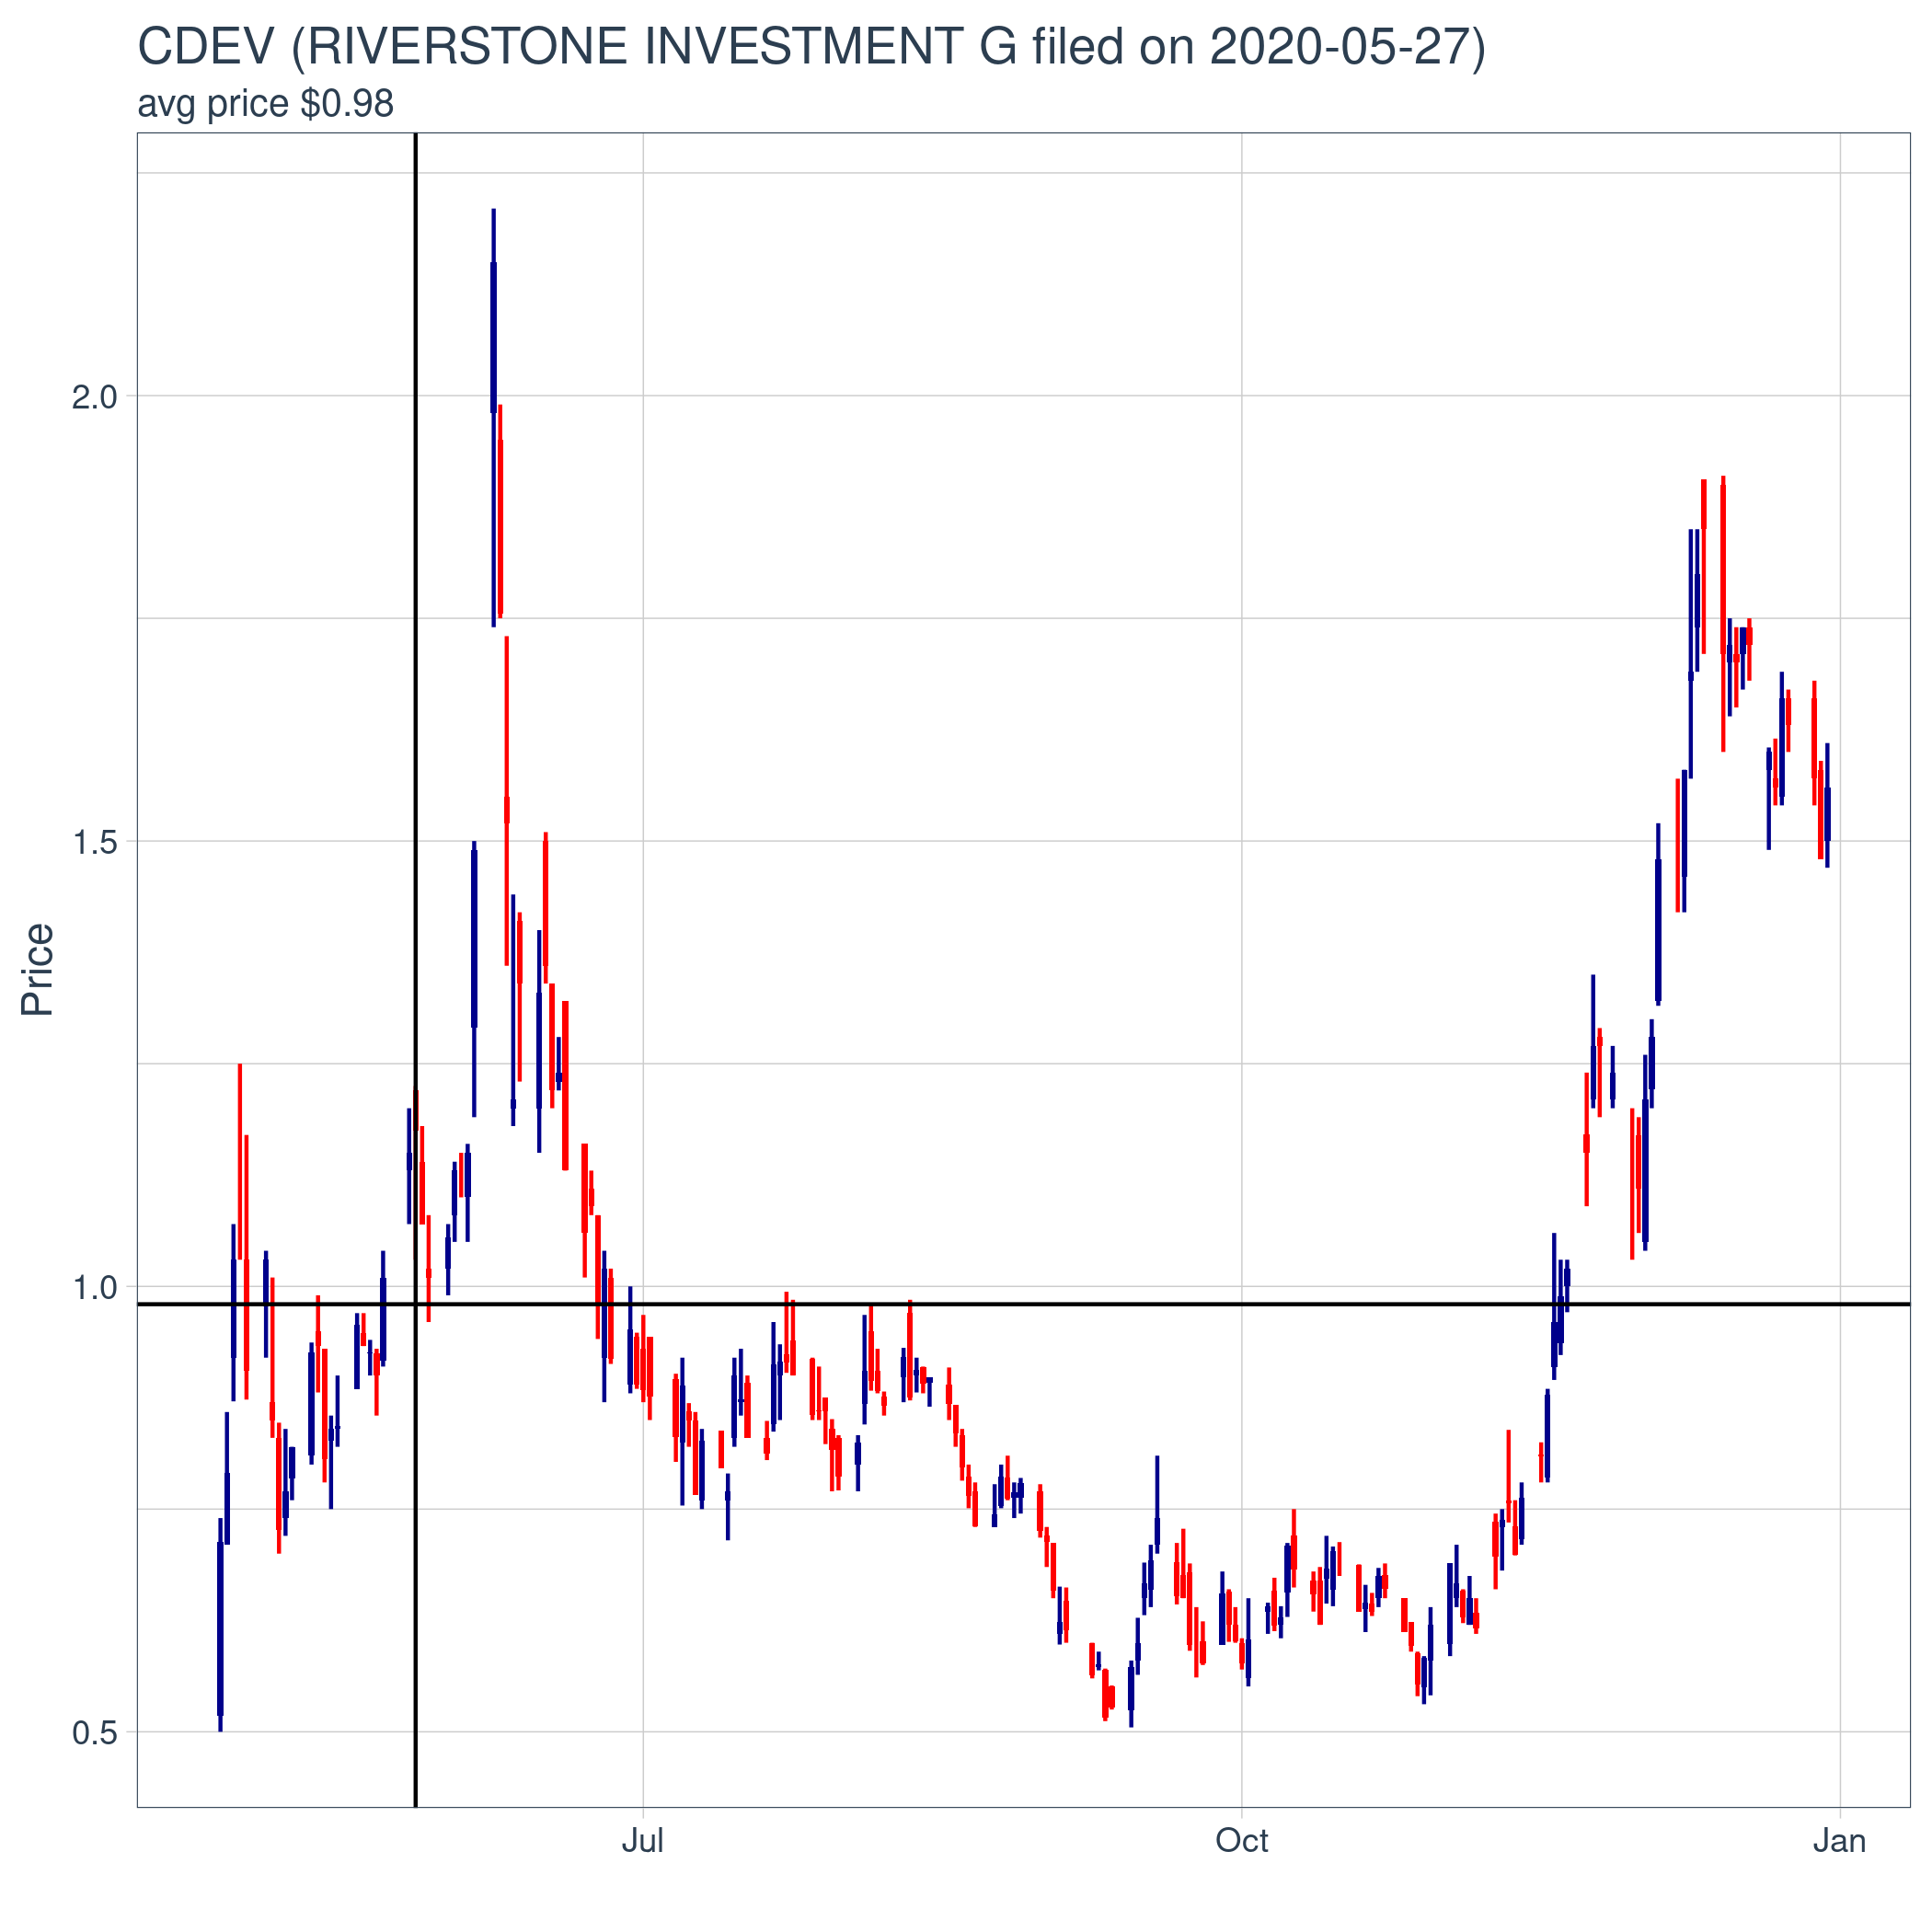 CDEV (RIVERSTONE INVESTMENT G filed on 2020-05-27)
avg price $0.98
2.0
1.5
1.0
0.5
Price
Jul
Oct
Jan